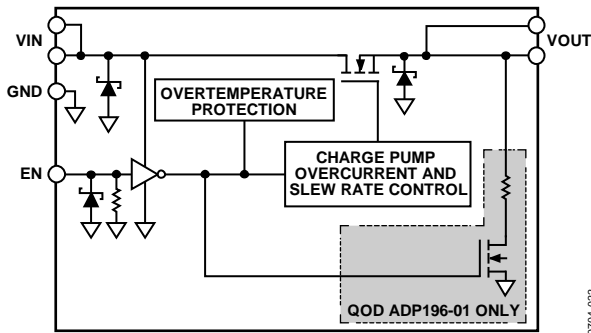 VIN
VOUT
GND
OVERTEMPERATURE
PROTECTION
EN
CHARGE PUMP
OVERCURRENT AND
SLEW RATE CONTROL
QOD ADP196-01 ONLY